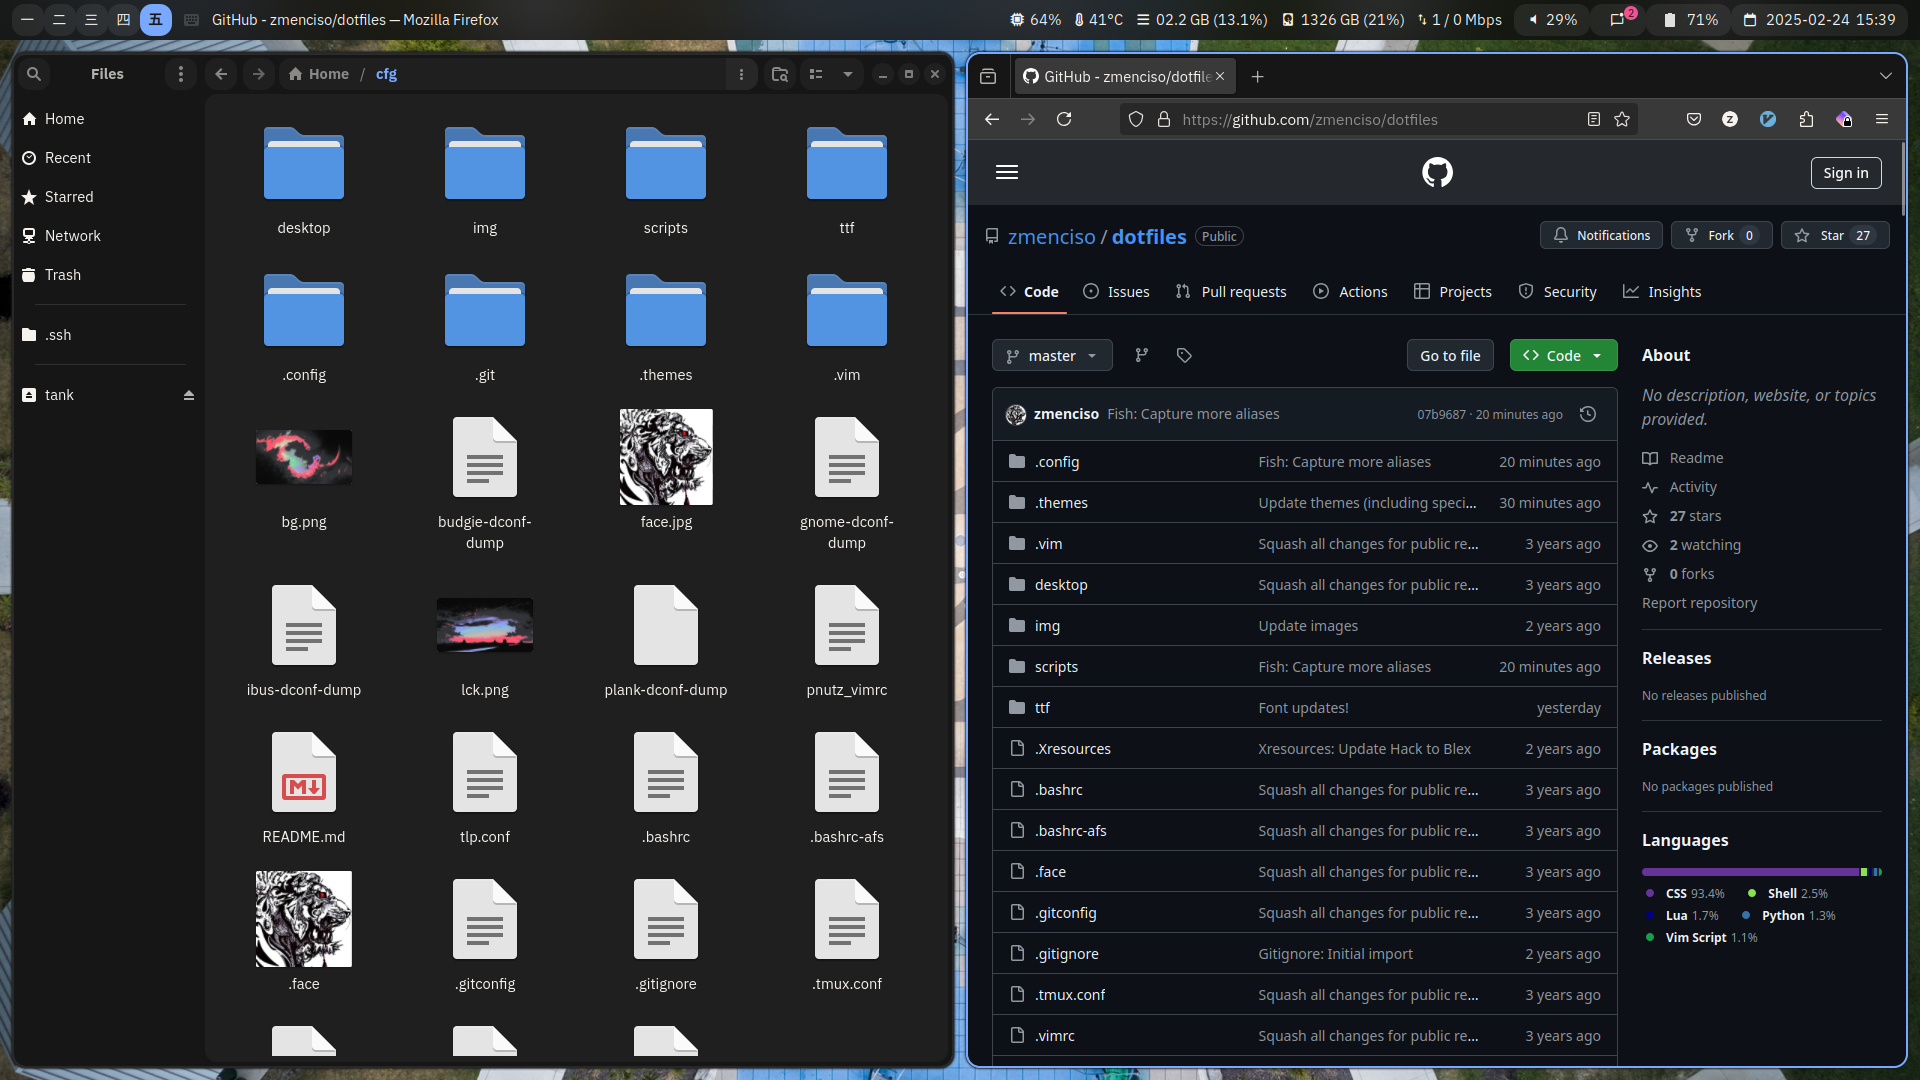 一 二 三 四 五 GitHub - zmenciso/dotfiles — Mozilla Firefox 64% 41°C 02.2 GB (13.1%) 1326 GB (21%) 1 / 0 Mbps 29% 2 71% 2025-02-24 15:39
Files
Home / cfg
Home
Recent
Starred
Network
Trash
.ssh
tank
desktop img scripts ttf
.config .git .themes .vim
bg.png budgie-dconf-dump face.jpg gnome-dconf-dump
ibus-dconf-dump lck.png plank-dconf-dump pnutz_vimrc
M
README.md tlp.conf .bashrc .bashrc-afs
.face .gitconfig .gitignore .tmux.conf
GitHub - zmenciso/dotfile
https://github.com/zmenciso/dotfiles
Z
Sign in
zmenciso / dotfiles Public
Notifications Fork 0 Star 27
Code Issues Pull requests Actions Projects Security Insights
master Go to file Code
zmenciso Fish: Capture more aliases 07b9687 · 20 minutes ago
.config Fish: Capture more aliases 20 minutes ago
.themes Update themes (including speci... 30 minutes ago
.vim Squash all changes for public re... 3 years ago
desktop Squash all changes for public re... 3 years ago
img Update images 2 years ago
scripts Fish: Capture more aliases 20 minutes ago
ttf Font updates! yesterday
.Xresources Xresources: Update Hack to Blex 2 years ago
.bashrc Squash all changes for public re... 3 years ago
.bashrc-afs Squash all changes for public re... 3 years ago
.face Squash all changes for public re... 3 years ago
.gitconfig Squash all changes for public re... 3 years ago
.gitignore Gitignore: Initial import 2 years ago
.tmux.conf Squash all changes for public re... 3 years ago
.vimrc Squash all changes for public re... 3 years ago
About
No description, website, or topics
provided.
Readme
Activity
27 stars
2 watching
0 forks
Report repository
Releases
No releases published
Packages
No packages published
Languages
CSS 93.4% Shell 2.5%
Lua 1.7% Python 1.3%
Vim Script 1.1%